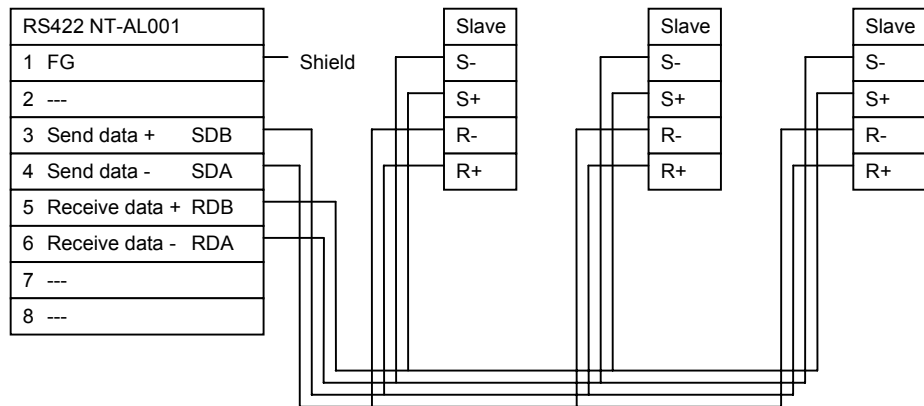 RS422 NT-AL001
1 FG
Shield
2 ---
3 Send data + SDB
4 Send data - SDA
5 Receive data + RDB
6 Receive data - RDA
7 ---
8 ---
Slave
S-
S+
R-
R+
Slave
S-
S+
R-
R+
Slave
S-
S+
R-
R+